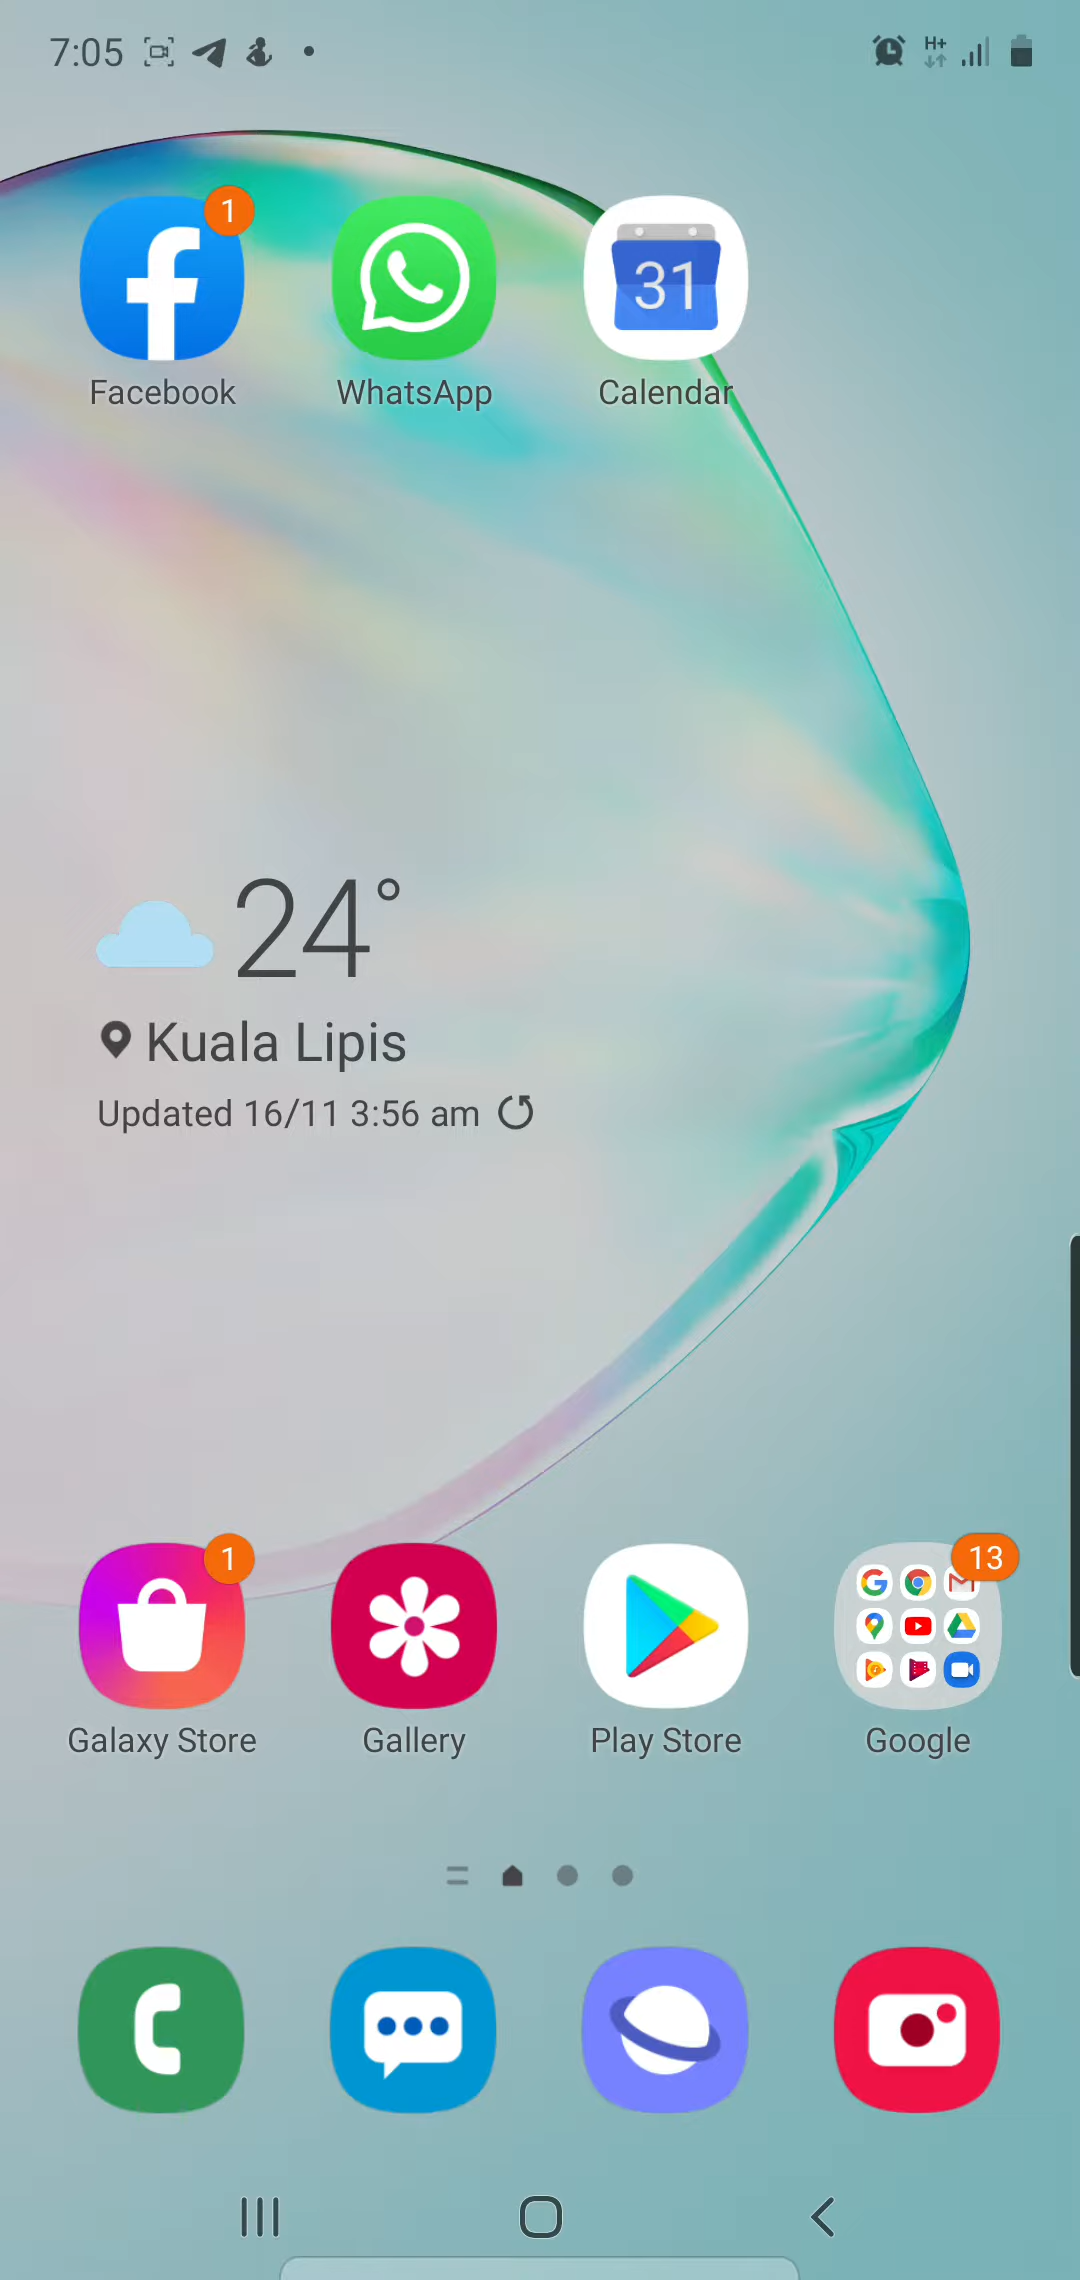 7:05
H+
1
31
Facebook
WhatsApp
Calendar
24°
Kuala Lipis
Updated 16/11 3:56 am
1
13
Galaxy Store
Gallery
Play Store
Google